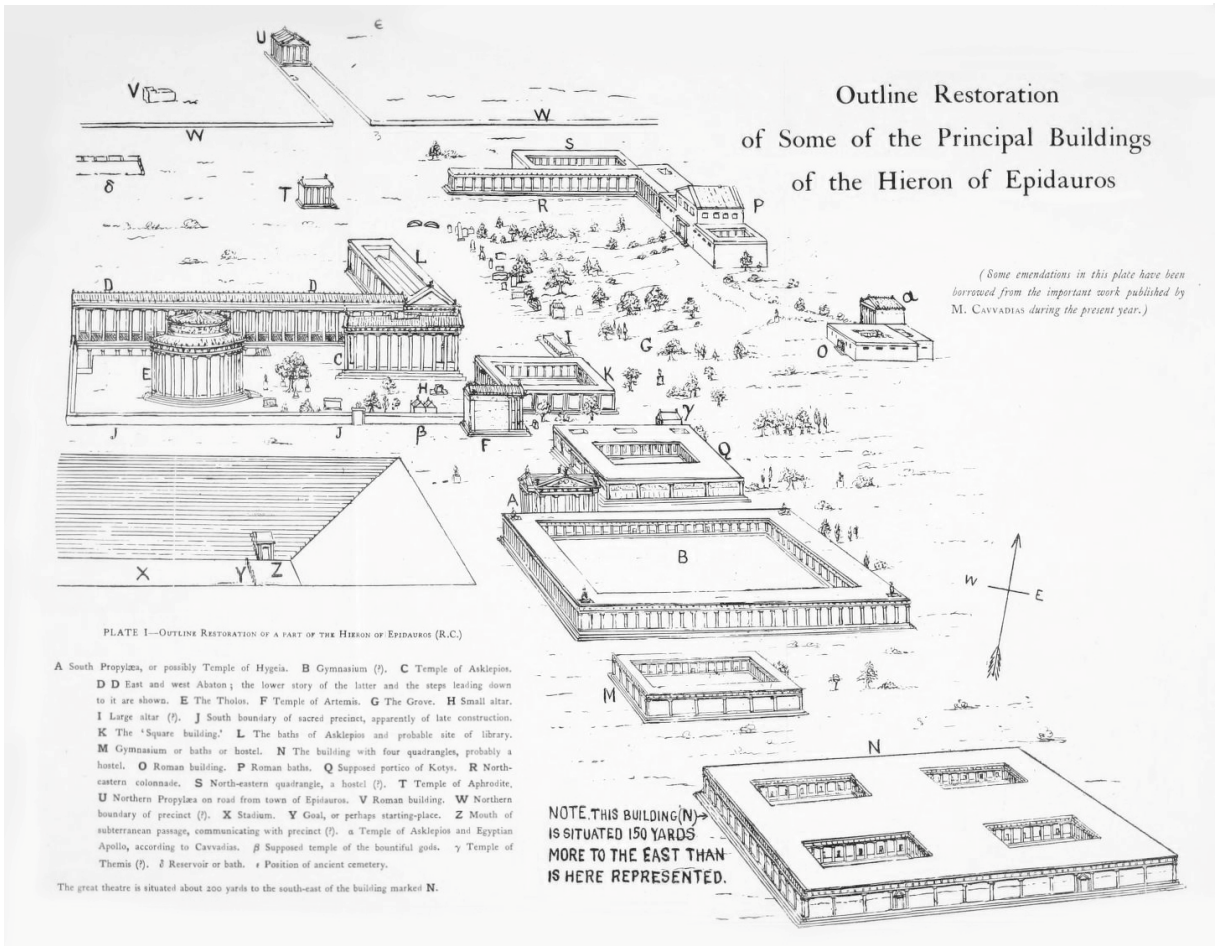 U
ϵ
V
W
W
Outline Restoration
of Some of the Principal Buildings
of the Hieron of Epidauros
δ
T
S
R
P
L
D
D
(Some emendations in this plate have been
borrowed from the important work published by
M. CAVVADIAS during the present year.)
α
O
C
I
G
E
H
K
J
J
β
F
γ
Q
A
B
X
Y
Z
W
E
PLATE I—OUTLINE RESTORATION OF A PART OF THE HIERON OF EPIDAUROS (R.C.)
A South Propylæa, or possibly Temple of Hygeia. B Gymnasium (?). C Temple of Asklepios.
D D East and west Abaton; the lower story of the latter and the steps leading down
to it are shown. E The Tholos. F Temple of Artemis. G The Grove. H Small altar.
I Large altar (?). J South boundary of sacred precinct, apparently of late construction.
K The 'Square building.' L The baths of Asklepios and probable site of library.
M Gymnasium or baths or hostel. N The building with four quadrangles, probably a
hostel. O Roman building. P Roman baths. Q Supposed portico of Kotys. R North-
eastern colonnade. S North-eastern quadrangle, a hostel (?). T Temple of Aphrodite,
U Northern Propylæa on road from town of Epidauros. V Roman building. W Northern
boundary of precinct (?). X Stadium. Y Goal, or perhaps starting-place. Z Mouth of
subterranean passage, communicating with precinct (?). α Temple of Asklepios and Egyptian
Apollo, according to Cavvadias. β Supposed temple of the bountiful gods. γ Temple of
Themis (?). δ Reservoir or bath. ε Position of ancient cemetery.
The great theatre is situated about 200 yards to the south-east of the building marked N.
M
N
NOTE. THIS BUILDING (N)→
IS SITUATED 150 YARDS
MORE TO THE EAST THAN
IS HERE REPRESENTED.